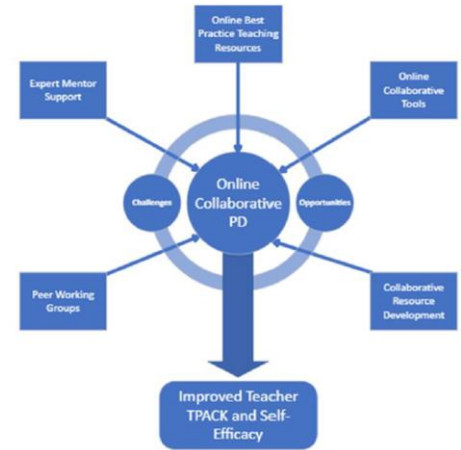 Online Best
Practice Teaching
Resources
Expert Mentor
Support
Online
Collaborative
Tools
Challenges
Online
Collaborative
PD
Opportunities
Peer Working
Groups
Collaborative
Resource
Development
Improved Teacher
TPACK and Self-
Efficacy